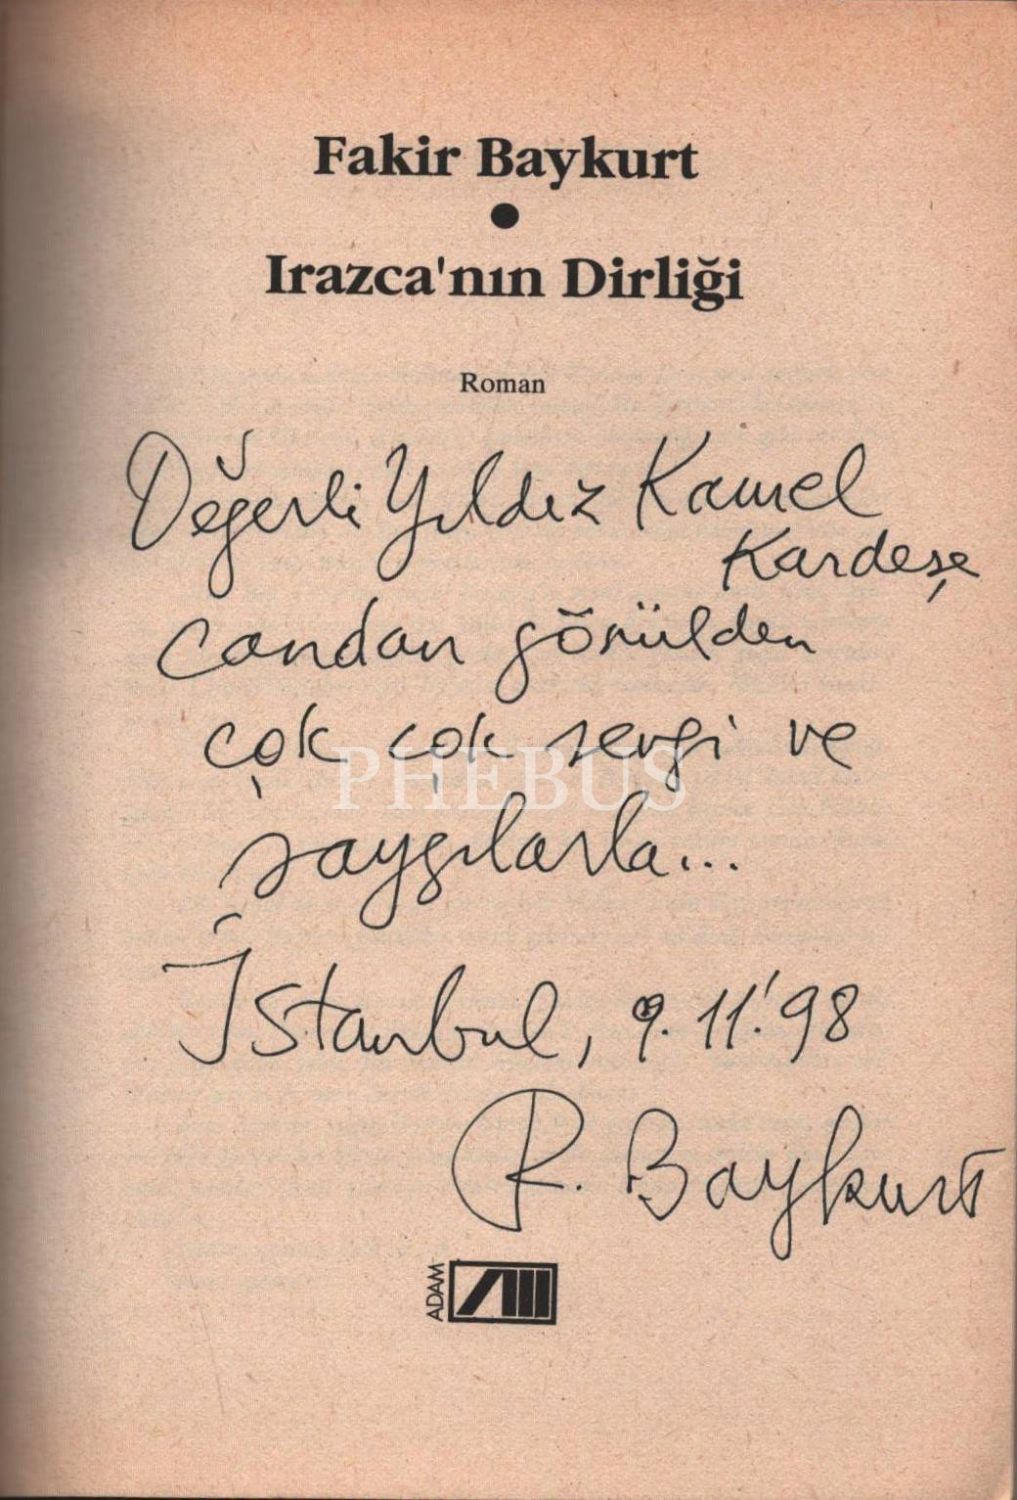 Fakir Baykurt
●
Irazca'nın Dirliği
Roman
Değerli Yıldız Kamel
Kardeşe
candan gönülden
çok çok sevgi ve
saygılarla...
İstanbul, 9.11.'98
R. Baykurt
ADAM
PHEBUS